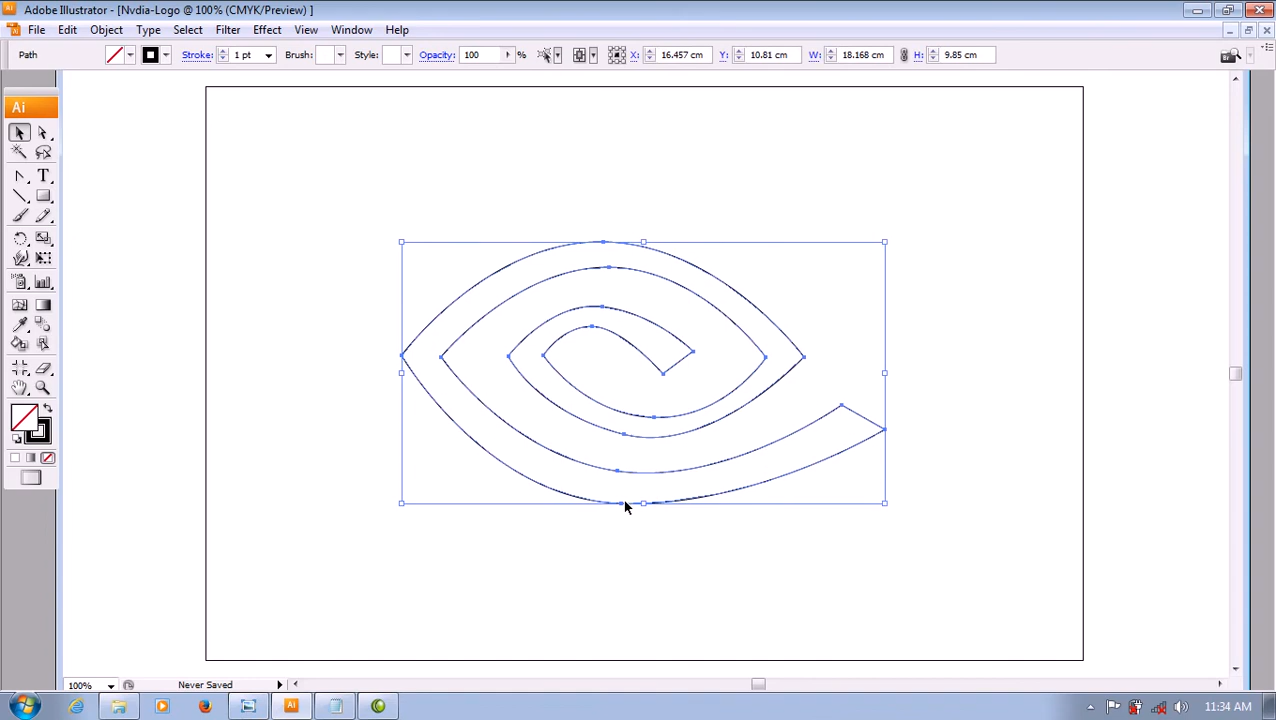 Adobe Illustrator - [Nvdia-Logo @ 100% (CMYK/Preview) ]
File Edit Object Type Select Filter Effect View Window Help
Path Stroke: 1 pt Brush: Style: Opacity: 100 X: 16.457 cm Y: 10.81 cm W: 18.158 cm H: 9.85 cm
Ai
T
100% Never Saved
Ai 11:34 AM